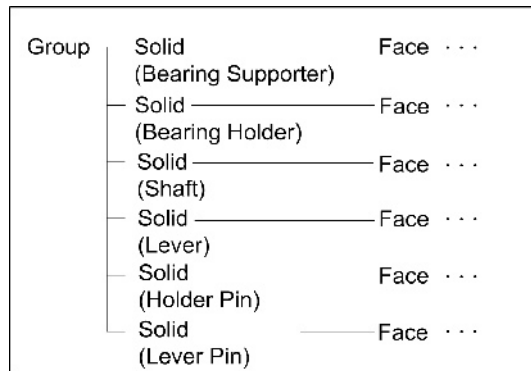 Group Solid Face · · ·
(Bearing Supporter)
Solid Face · · ·
(Bearing Holder)
Solid Face · · ·
(Shaft)
Solid Face · · ·
(Lever)
Solid Face · · ·
(Holder Pin)
Solid Face · · ·
(Lever Pin)